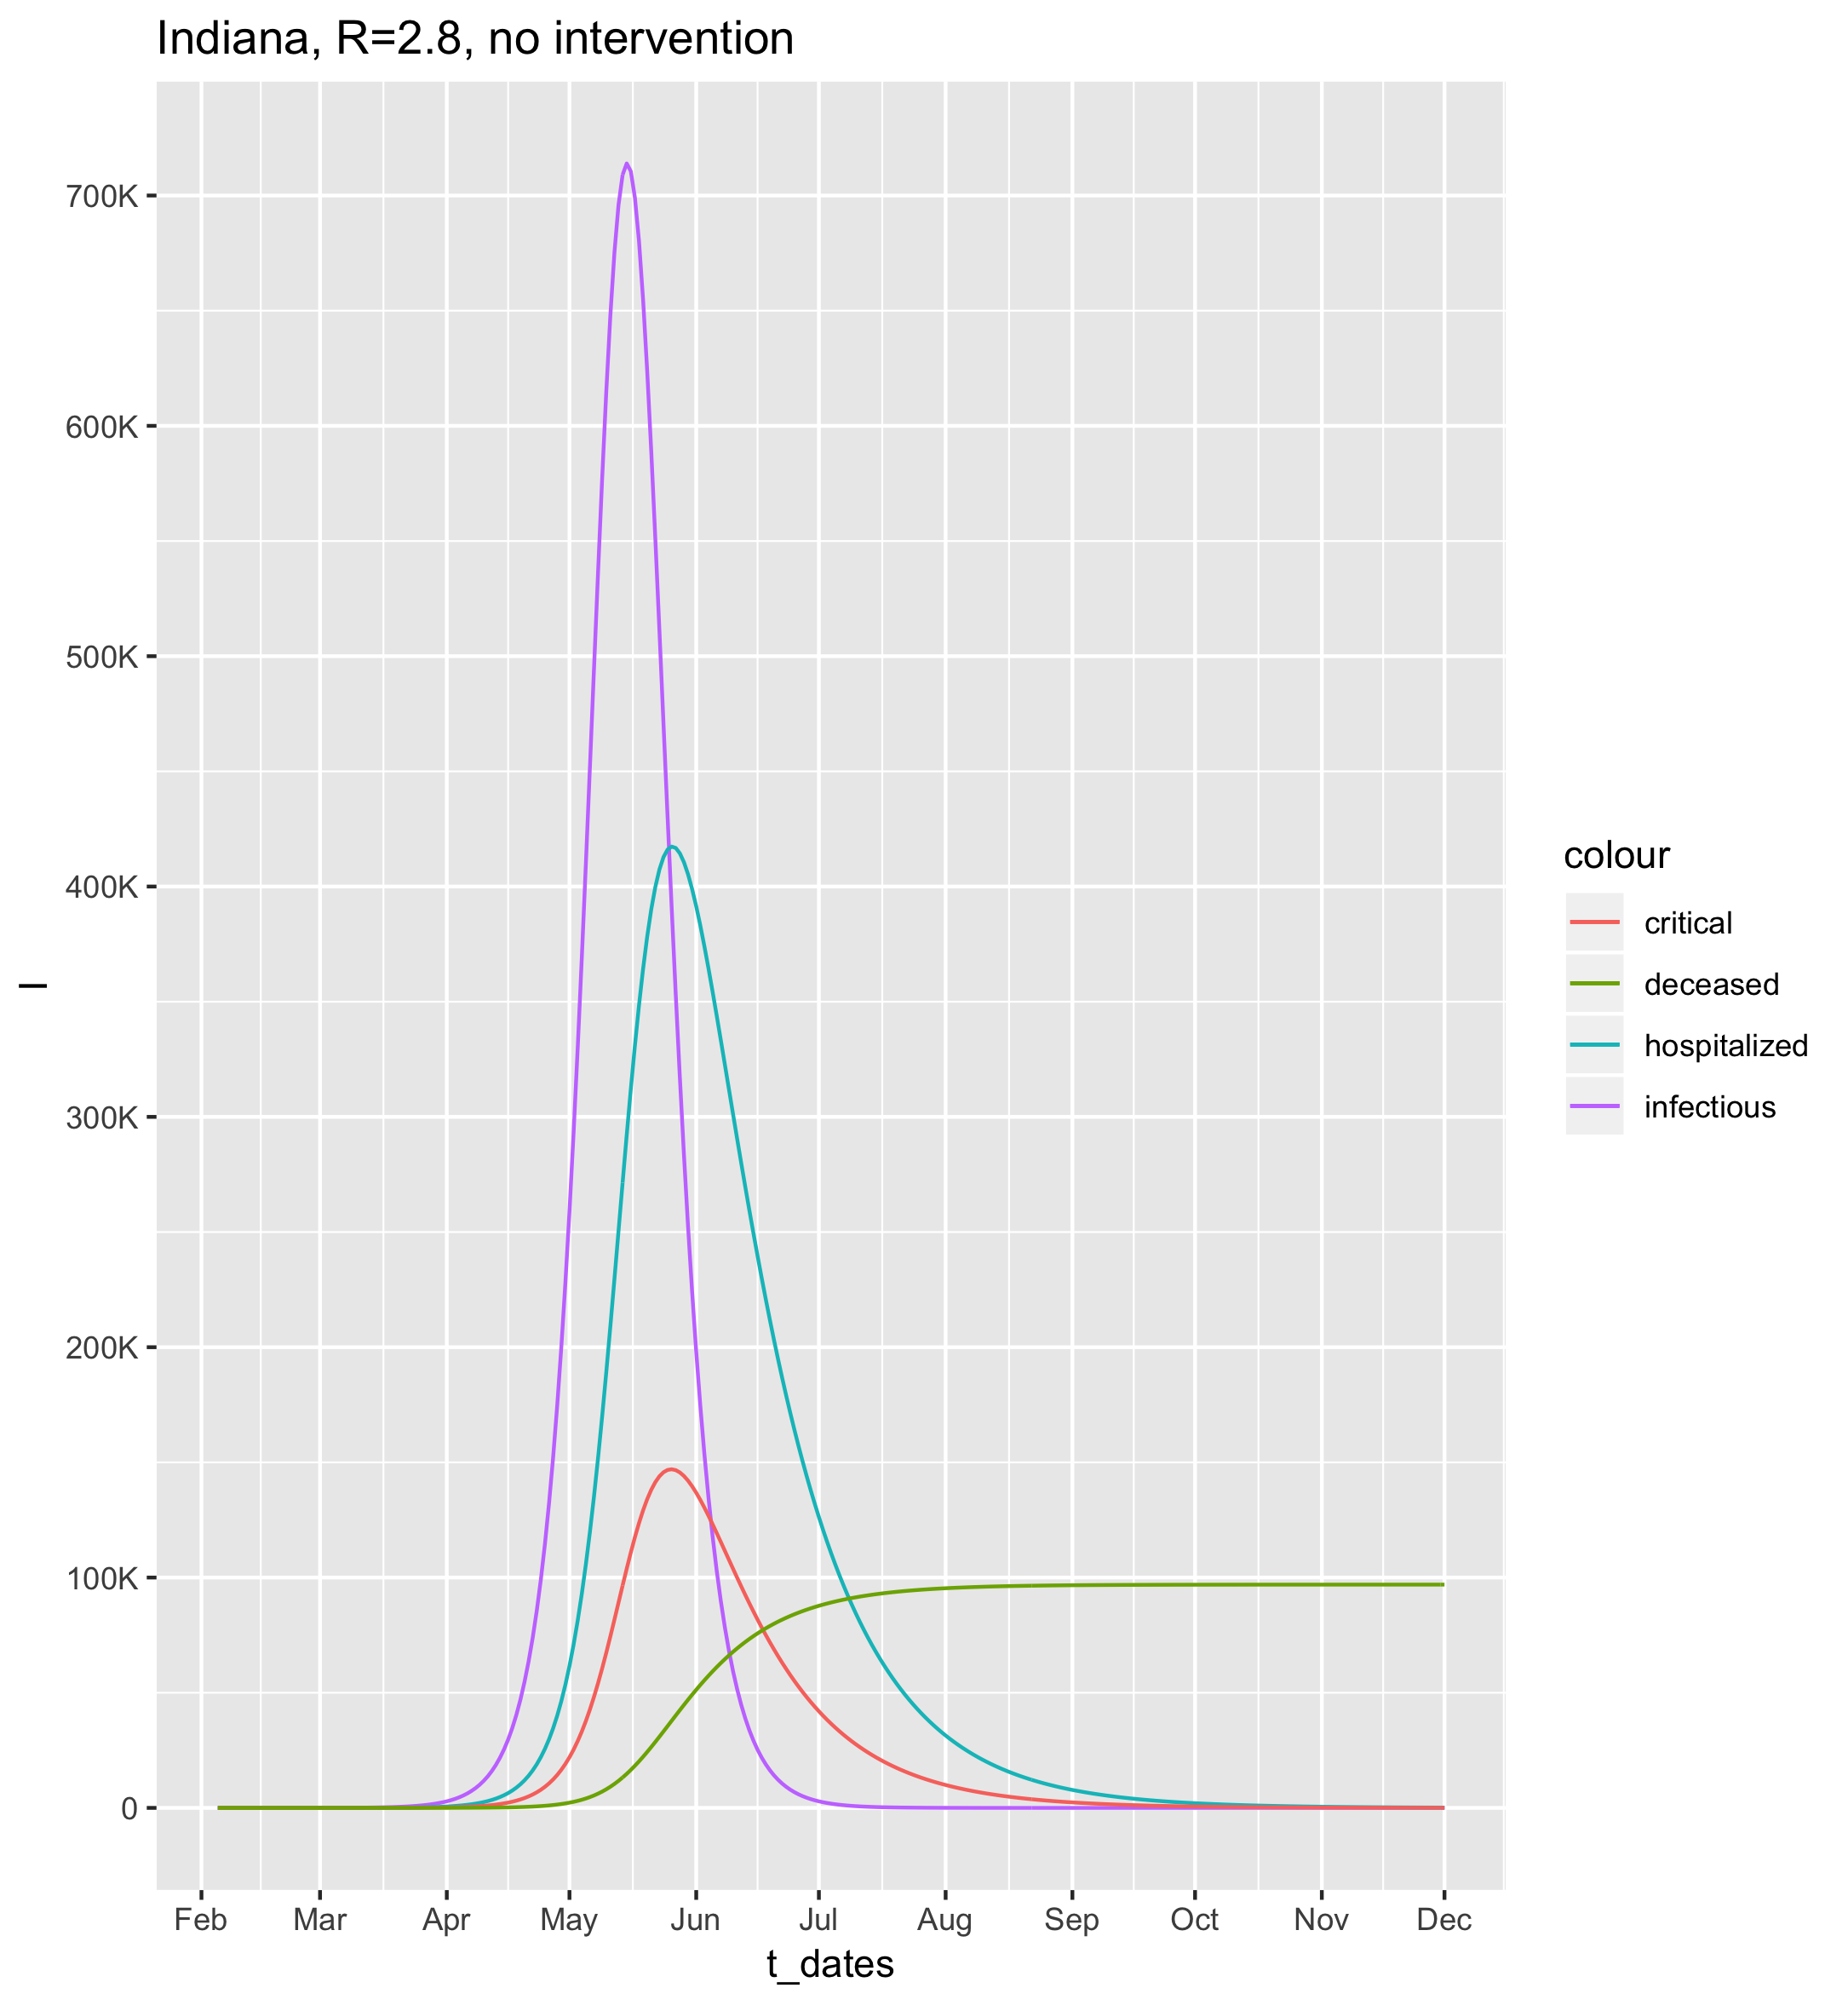 Indiana, R=2.8, no intervention
700K
600K
500K
400K
300K
200K
100K
0
I
Feb Mar Apr May Jun Jul Aug Sep Oct Nov Dec
t_dates
colour
critical
deceased
hospitalized
infectious